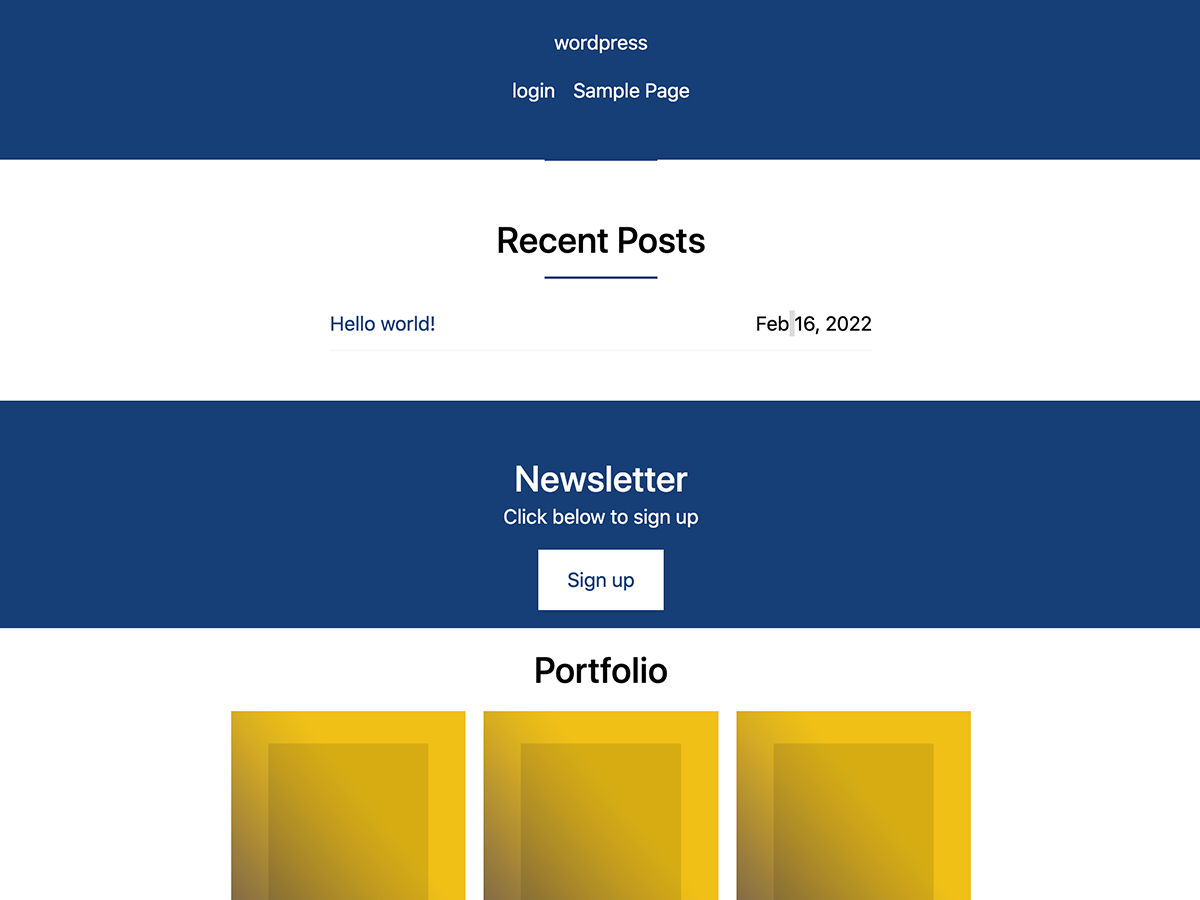 wordpress
login Sample Page
Recent Posts
Hello world! Feb 16, 2022
Newsletter
Click below to sign up
Sign up
Portfolio